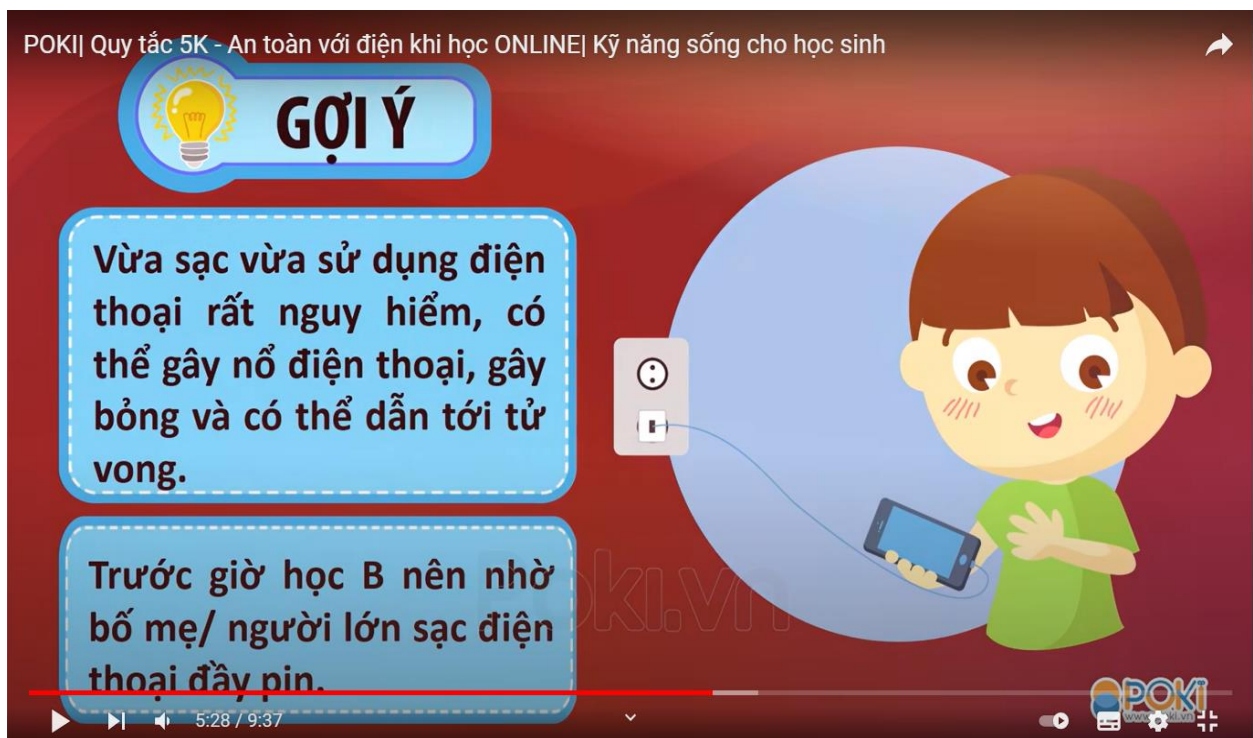 POKI| Quy tắc 5K - An toàn với điện khi học ONLINE| Kỹ năng sống cho học sinh
GỢI Ý
Vừa sạc vừa sử dụng điện
thoại rất nguy hiểm, có
thể gây nổ điện thoại, gây
bỏng và có thể dẫn tới tử
vong.
Trước giờ học B nên nhờ
bố mẹ/ người lớn sạc điện
thoại đầy pin.
Poki.vn
POKI
5:28 / 9:37